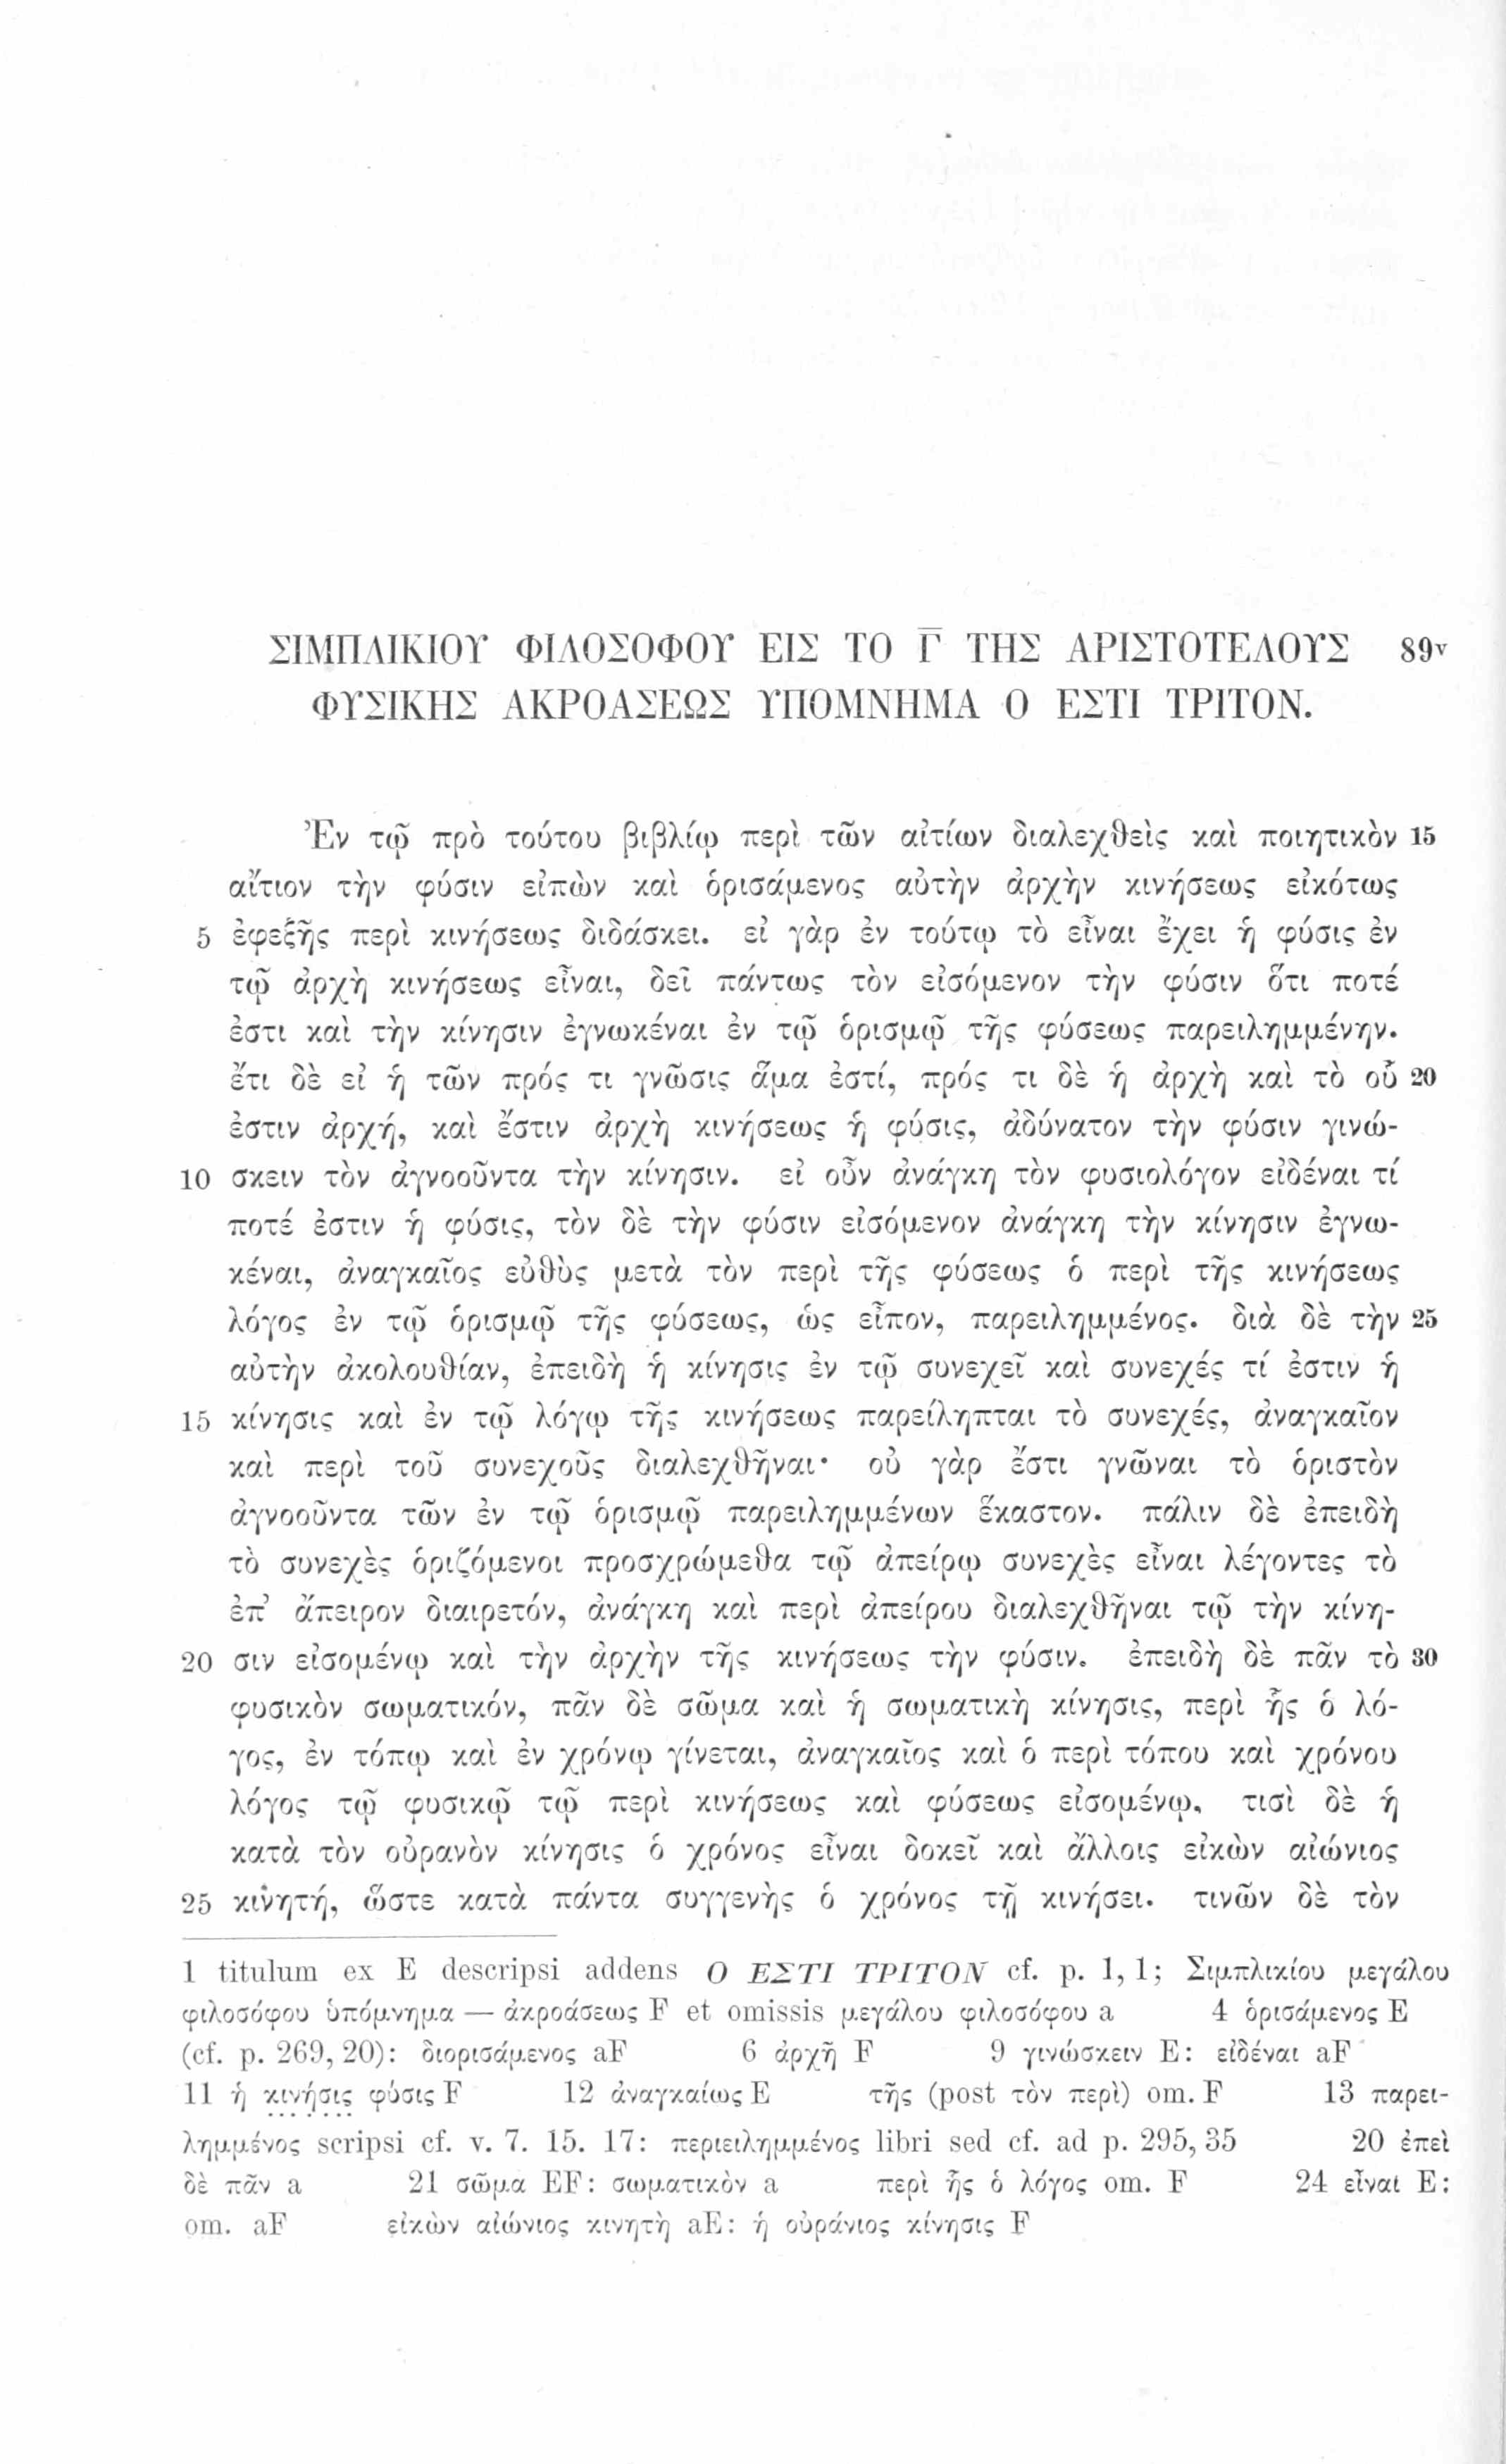 ΣΙΜΠΛΙΚΙΟΥ ΦΙΛΟΣΟΦΟΥ ΕΙΣ ΤΟ Γ̅ ΤΗΣ ΑΡΙΣΤΟΤΕΛΟΥΣ 89ᵛ
ΦΥΣΙΚΗΣ ΑΚΡΟΑΣΕΩΣ ΥΠΟΜΝΗΜΑ Ο ΕΣΤΙ ΤΡΙΤΟΝ.
Ἐν τῷ πρὸ τούτου βιβλίῳ περὶ τῶν αἰτίων διαλεχθεὶς καὶ ποιητικὸν 15
αἴτιον τὴν φύσιν εἰπὼν καὶ ὁρισάμενος αὐτὴν ἀρχὴν κινήσεως εἰκότως
5 ἐφεξῆς περὶ κινήσεως διδάσκει. εἰ γὰρ ἐν τούτῳ τὸ εἶναι ἔχει ἡ φύσις ἐν
τῷ ἀρχὴ κινήσεως εἶναι, δεῖ πάντως τὸν εἰσόμενον τὴν φύσιν ὅτι ποτέ
ἐστι καὶ τὴν κίνησιν ἐγνωκέναι ἐν τῷ ὁρισμῷ τῆς φύσεως παρειλημμένην.
ἔτι δὲ εἰ ἡ τῶν πρός τι γνῶσις ἅμα ἐστί, πρός τι δὲ ἡ ἀρχὴ καὶ τὸ οὗ 20
ἐστιν ἀρχή, καὶ ἔστιν ἀρχὴ κινήσεως ἡ φύσις, ἀδύνατον τὴν φύσιν γινώ-
10 σκειν τὸν ἀγνοοῦντα τὴν κίνησιν. εἰ οὖν ἀνάγκη τὸν φυσιολόγον εἰδέναι τί
ποτέ ἐστιν ἡ φύσις, τὸν δὲ τὴν φύσιν εἰσόμενον ἀνάγκη τὴν κίνησιν ἐγνω-
κέναι, ἀναγκαῖος εὐθὺς μετὰ τὸν περὶ τῆς φύσεως ὁ περὶ τῆς κινήσεως
λόγος ἐν τῷ ὁρισμῷ τῆς φύσεως, ὡς εἶπον, παρειλημμένος. διὰ δὲ τὴν 25
αὐτὴν ἀκολουθίαν, ἐπειδὴ ἡ κίνησις ἐν τῷ συνεχεῖ καὶ συνεχές τί ἐστιν ἡ
15 κίνησις καὶ ἐν τῷ λόγῳ τῆς κινήσεως παρείληπται τὸ συνεχές, ἀναγκαῖον
καὶ περὶ τοῦ συνεχοῦς διαλεχθῆναι· οὐ γὰρ ἔστι γνῶναι τὸ ὁριστὸν
ἀγνοοῦντα τῶν ἐν τῷ ὁρισμῷ παρειλημμένων ἕκαστον. πάλιν δὲ ἐπειδὴ
τὸ συνεχὲς ὁριζόμενοι προσχρώμεθα τῷ ἀπείρῳ συνεχὲς εἶναι λέγοντες τὸ
ἐπ᾽ ἄπειρον διαιρετόν, ἀνάγκη καὶ περὶ ἀπείρου διαλεχθῆναι τῷ τὴν κίνη-
20 σιν εἰσομένῳ καὶ τὴν ἀρχὴν τῆς κινήσεως τὴν φύσιν. ἐπειδὴ δὲ πᾶν τὸ 30
φυσικὸν σωματικόν, πᾶν δὲ σῶμα καὶ ἡ σωματικὴ κίνησις, περὶ ἧς ὁ λό-
γος, ἐν τόπῳ καὶ ἐν χρόνῳ γίνεται, ἀναγκαῖος καὶ ὁ περὶ τόπου καὶ χρόνου
λόγος τῷ φυσικῷ τῷ περὶ κινήσεως καὶ φύσεως εἰσομένῳ. τισὶ δὲ ἡ
κατὰ τὸν οὐρανὸν κίνησις ὁ χρόνος εἶναι δοκεῖ καὶ ἄλλοις εἰκὼν αἰώνιος
25 κινητή, ὥστε κατὰ πάντα συγγενὴς ὁ χρόνος τῇ κινήσει. τινῶν δὲ τὸν
1 titulum ex E descripsi addens Ο ΕΣΤΙ ΤΡΙΤΟΝ cf. p. 1, 1; Σιμπλικίου μεγάλου
φιλοσόφου ὑπόμνημα — ἀκροάσεως F et omissis μεγάλου φιλοσόφου a 4 ὁρισάμενος E
(cf. p. 269, 20): διορισάμενος aF 6 ἀρχῆ F 9 γινώσκειν E: εἰδέναι aF
11 ἡ κινήσις φύσις F 12 ἀναγκαίως E τῆς (post τὸν περὶ) om. F 13 παρει-
λημμένος scripsi cf. v. 7. 15. 17: περιειλημμένος libri sed cf. ad p. 295, 35 20 ἐπεὶ
δὲ πᾶν a 21 σῶμα EF: σωματικὸν a περὶ ἧς ὁ λόγος om. F 24 εἶναι E:
om. aF εἰκὼν αἰώνιος κινητὴ aE: ἡ οὐράνιος κίνησις F